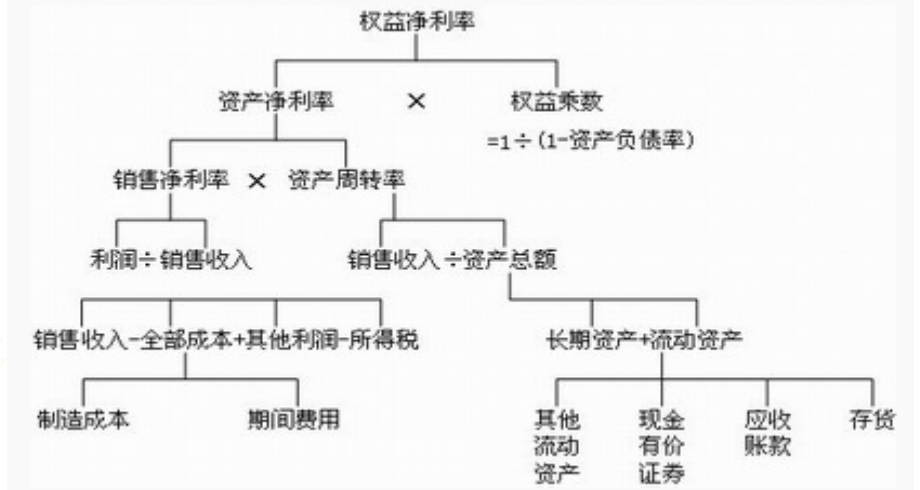 权益净利率
资产净利率 × 权益乘数
=1÷(1-资产负债率)
销售净利率 × 资产周转率
利润÷销售收入 销售收入÷资产总额
销售收入-全部成本+其他利润-所得税 长期资产+流动资产
制造成本 期间费用 其他 现金 应收 存货
流动 有价 账款
资产 证券